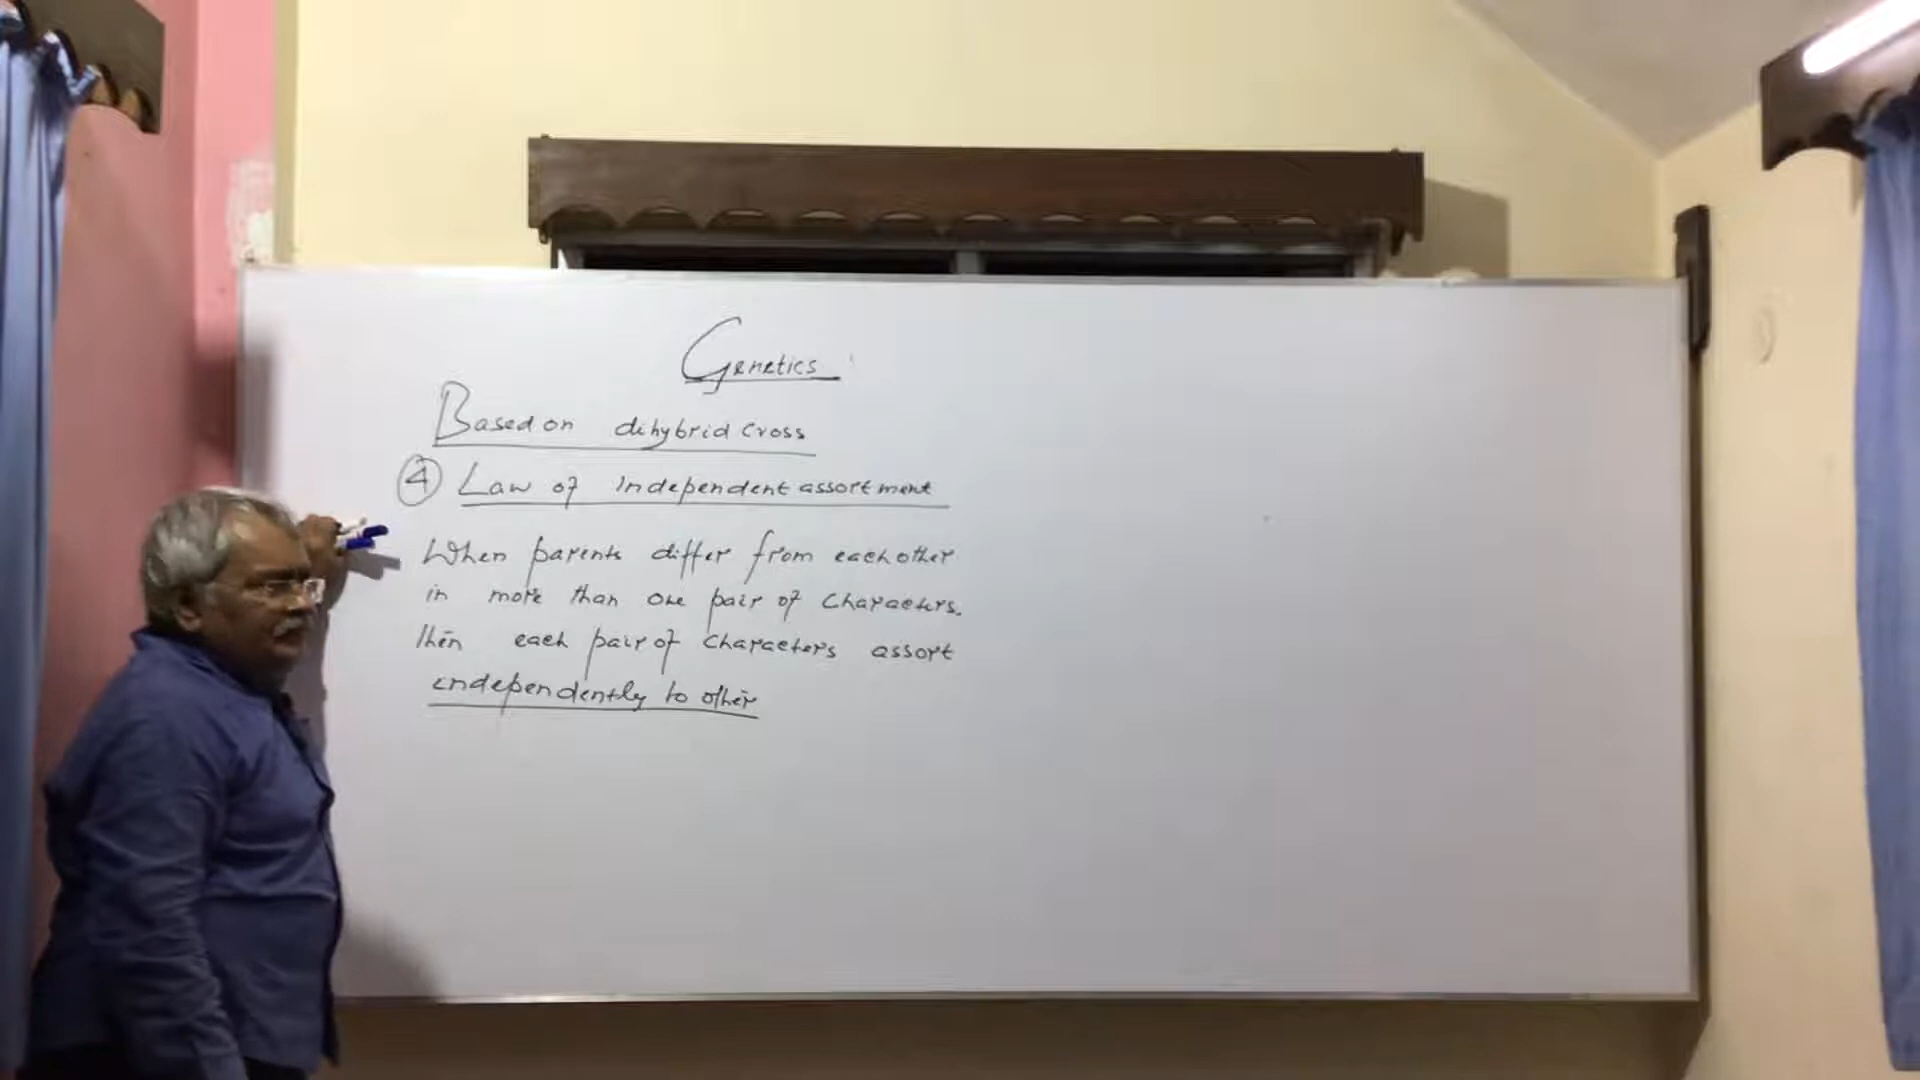 Genetics
Based on dihybrid cross
4 Law of independent assortment
When parents differ from each other
in more than one pair of characters.
Then each pair of characters assort
independently to other